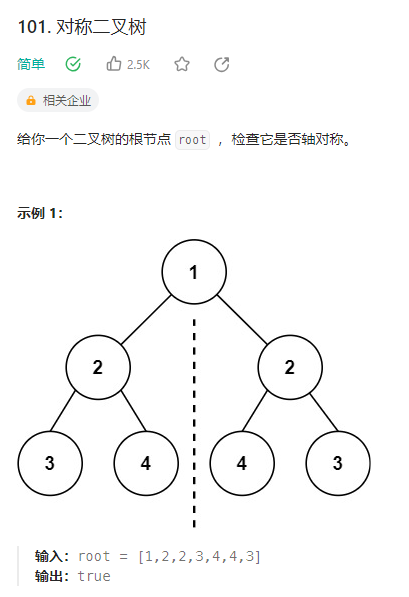 101. 对称二叉树
简单 2.5K
相关企业
给你一个二叉树的根节点 root ，检查它是否轴对称。
示例 1：
1
2 2
3 4 4 3
输入：root = [1,2,2,3,4,4,3]
输出：true